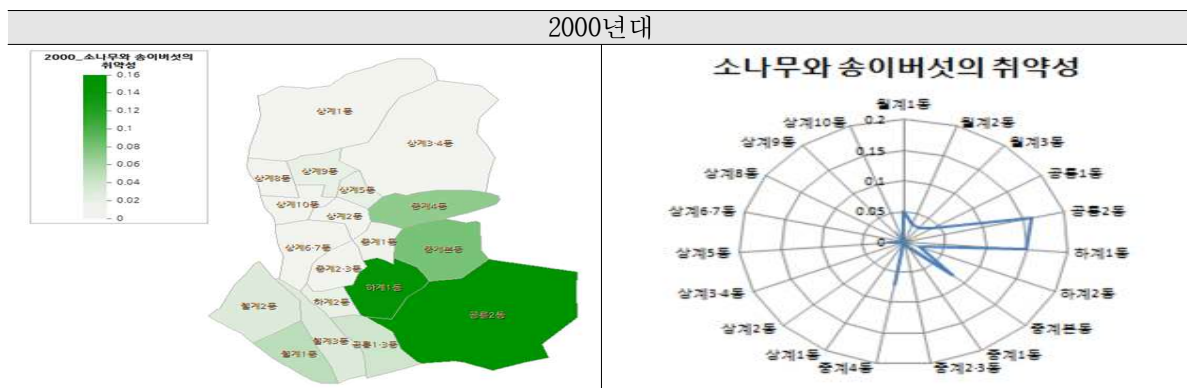 2000년대
2000_소나무와 송이버섯의
취약성
0.16
0.14
0.12
0.1
0.08
0.06
0.04
0.02
0
상계1동
상계3·4동
상계9동
상계8동
상계5동
상계10동
상계2동
중계4동
중계1동
중계본동
상계6·7동
중계2·3동
하계1동
하계2동
월계2동
공릉2동
월계3동
공릉1·3동
월계1동
소나무와 송이버섯의 취약성
월계1동
월계2동
월계3동
공릉1동
공릉2동
하계1동
하계2동
중계본동
중계1동
중계2·3동
중계4동
상계1동
상계2동
상계3·4동
상계5동
상계6·7동
상계8동
상계9동
상계10동
0.2
0.15
0.1
0.05
0